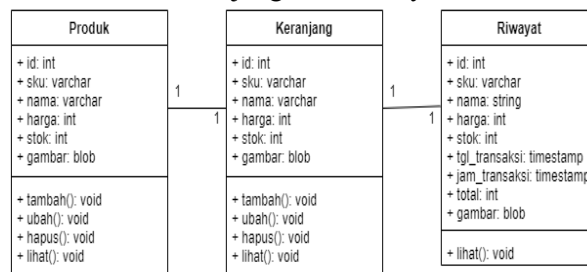 Produk
+ id: int
+ sku: varchar
+ nama: varchar
+ harga: int
+ stok: int
+ gambar: blob
+ tambah(): void
+ ubah(): void
+ hapus(): void
+ lihat(): void
1
1
Keranjang
+ id: int
+ sku: varchar
+ nama: varchar
+ harga: int
+ stok: int
+ gambar: blob
+ tambah(): void
+ ubah(): void
+ hapus(): void
+ lihat(): void
1
1
Riwayat
+ id: int
+ sku: varchar
+ nama: string
+ harga: int
+ stok: int
+ tgl_transaksi: timestamp
+ jam_transaksi: timestamp
+ total: int
+ gambar: blob
+ lihat(): void